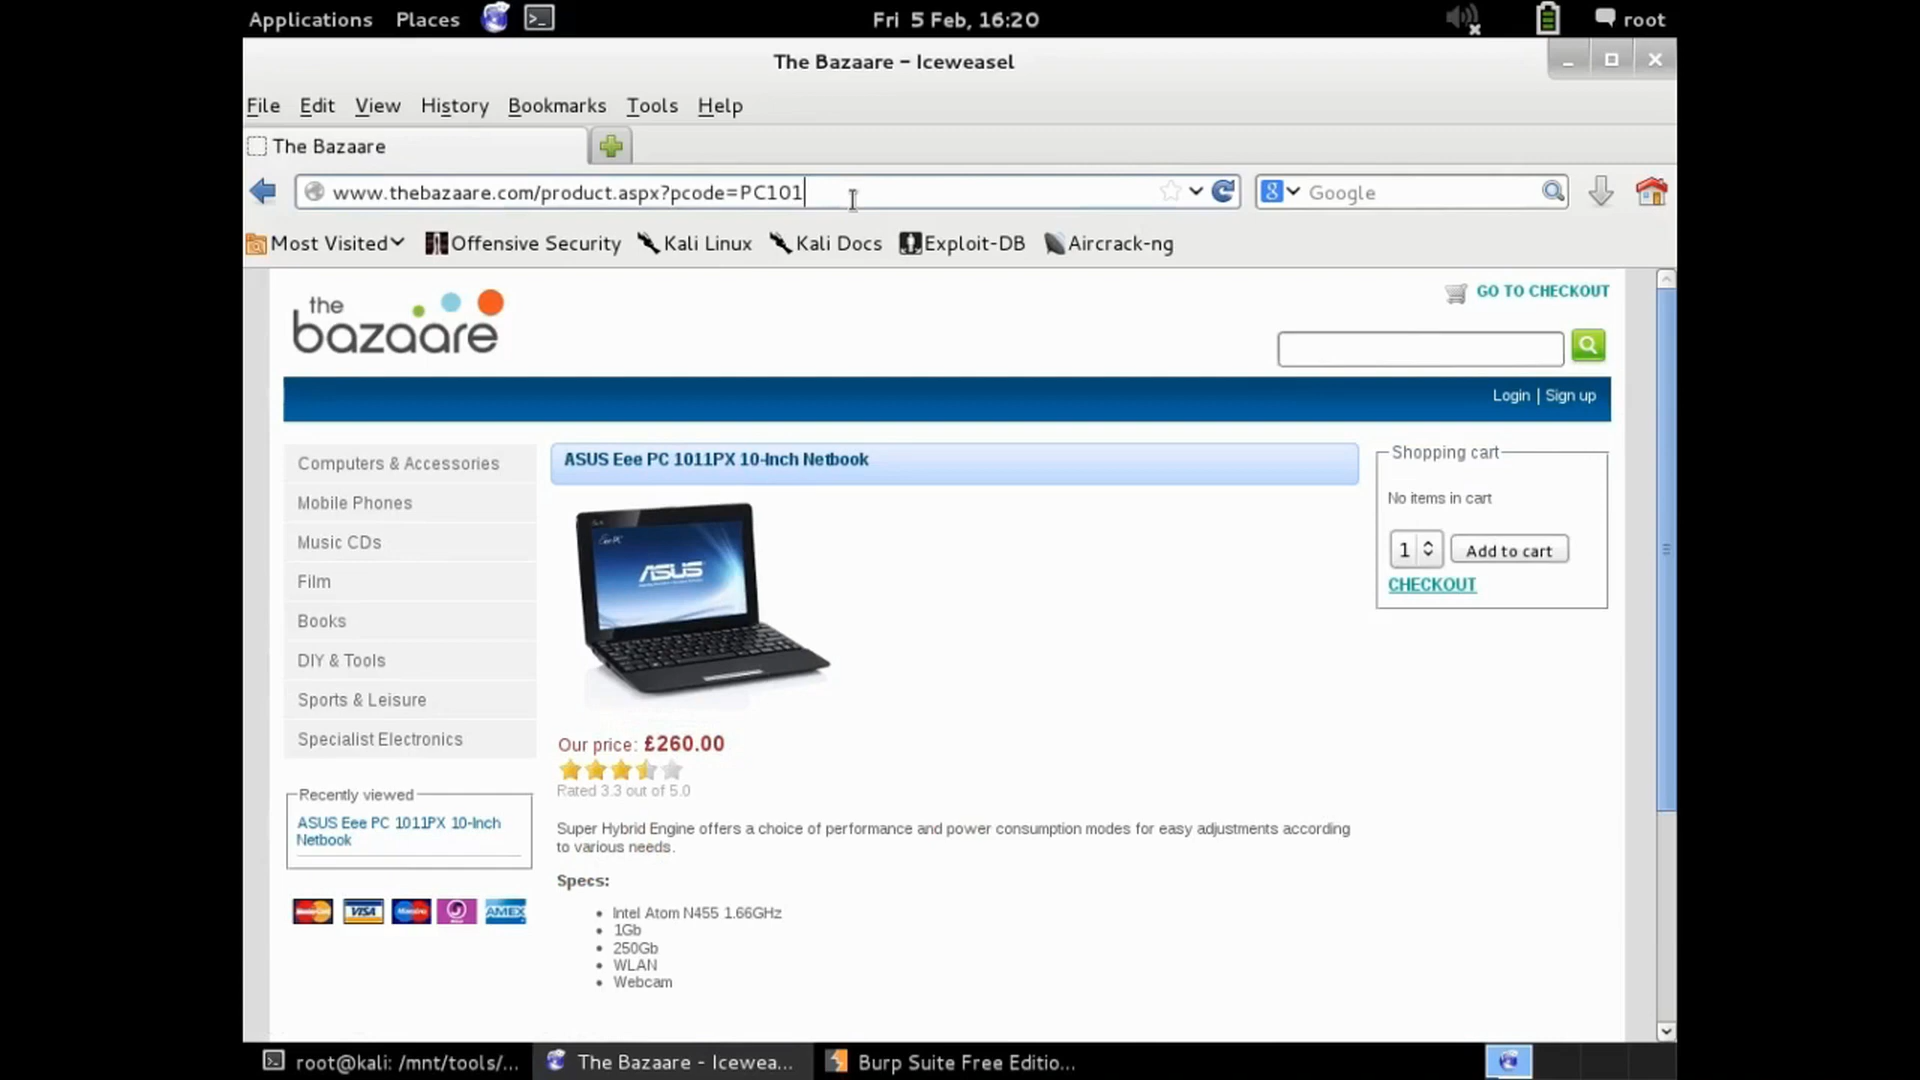 Applications Places Fri 5 Feb, 16:20 root
The Bazaare – Iceweasel
File Edit View History Bookmarks Tools Help
The Bazaare
www.thebazaare.com/product.aspx?pcode=PC101 Google
Most Visited Offensive Security Kali Linux Kali Docs Exploit-DB Aircrack-ng
the
bazaare
GO TO CHECKOUT
Login | Sign up
Computers & Accessories
Mobile Phones
Music CDs
Film
Books
DIY & Tools
Sports & Leisure
Specialist Electronics
Recently viewed
ASUS Eee PC 1011PX 10-Inch
Netbook
MasterCard VISA Maestro AMEX
ASUS Eee PC 1011PX 10-Inch Netbook
Eee PC
ASUS
Our price: £260.00
Rated 3.3 out of 5.0
Super Hybrid Engine offers a choice of performance and power consumption modes for easy adjustments according
to various needs.
Specs:
Intel Atom N455 1.66GHz
1Gb
250Gb
WLAN
Webcam
Shopping cart
No items in cart
1 Add to cart
CHECKOUT
root@kali: /mnt/tools/... The Bazaare - Icewea... Burp Suite Free Editio...